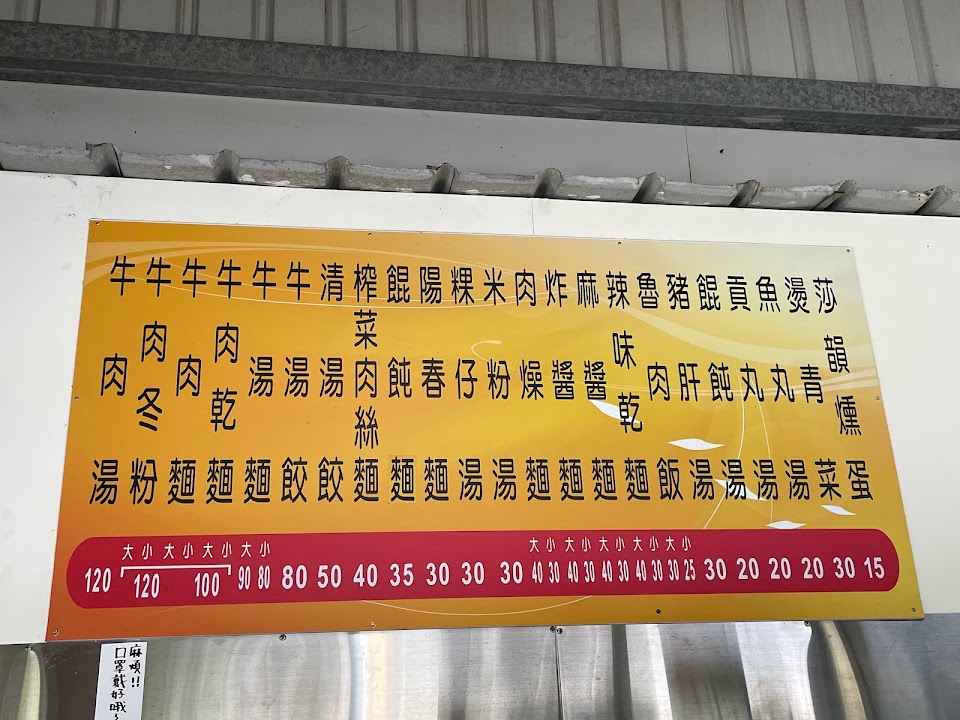 牛肉湯
牛肉冬粉
牛肉麵
牛肉乾麵
牛湯麵
牛湯餃
清湯餃
榨菜肉絲麵
餛飩麵
陽春麵
粿仔湯
米粉湯
肉燥麵
炸醬麵
麻醬麵
辣味乾麵
魯肉飯
豬肝湯
餛飩湯
貢丸湯
魚丸湯
燙青菜
莎韻燻蛋
大小 大小 大小 大小 大小 大小 大小 大小 大小
120 120 100 90 80 80 50 40 35 30 30 30 40 30 40 30 40 30 40 30 30 25 30 20 20 20 30 15
麻煩!!
口罩戴好哦~